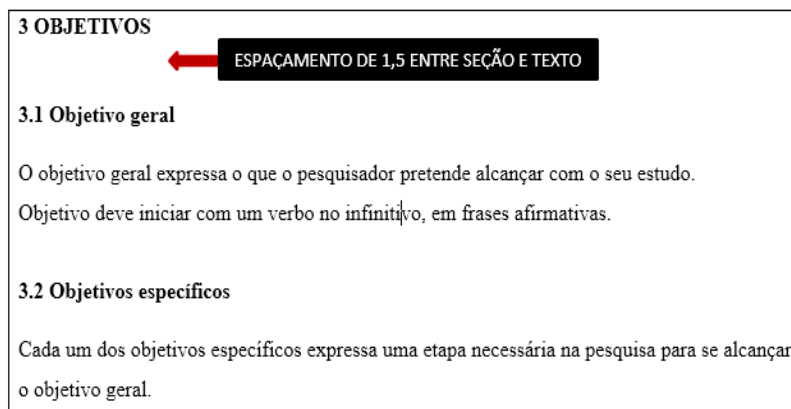 3 OBJETIVOS
ESPAÇAMENTO DE 1,5 ENTRE SEÇÃO E TEXTO
3.1 Objetivo geral
O objetivo geral expressa o que o pesquisador pretende alcançar com o seu estudo.
Objetivo deve iniciar com um verbo no infinitivo, em frases afirmativas.
3.2 Objetivos específicos
Cada um dos objetivos específicos expressa uma etapa necessária na pesquisa para se alcançar
o objetivo geral.